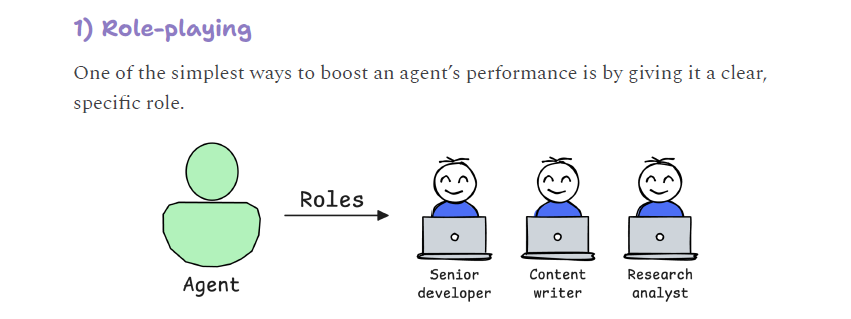 1) Role-playing
One of the simplest ways to boost an agent’s performance is by giving it a clear,
specific role.
Roles
Agent
Senior
developer
Content
writer
Research
analyst